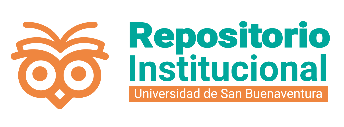 Repositorio
Institucional
Universidad de San Buenaventura